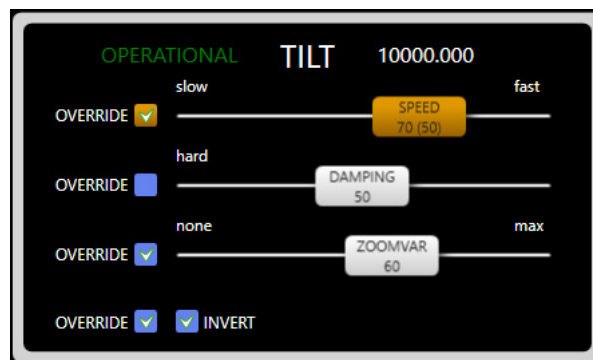 OPERATIONAL TILT 10000.000
slow fast
OVERRIDE SPEED
70 (50)
hard
OVERRIDE DAMPING
50
none max
OVERRIDE ZOOMVAR
60
OVERRIDE INVERT